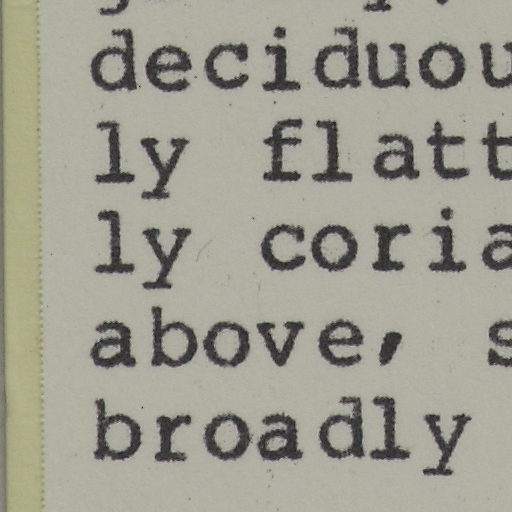 deciduou
ly flatt
ly coria
above, s
broadly